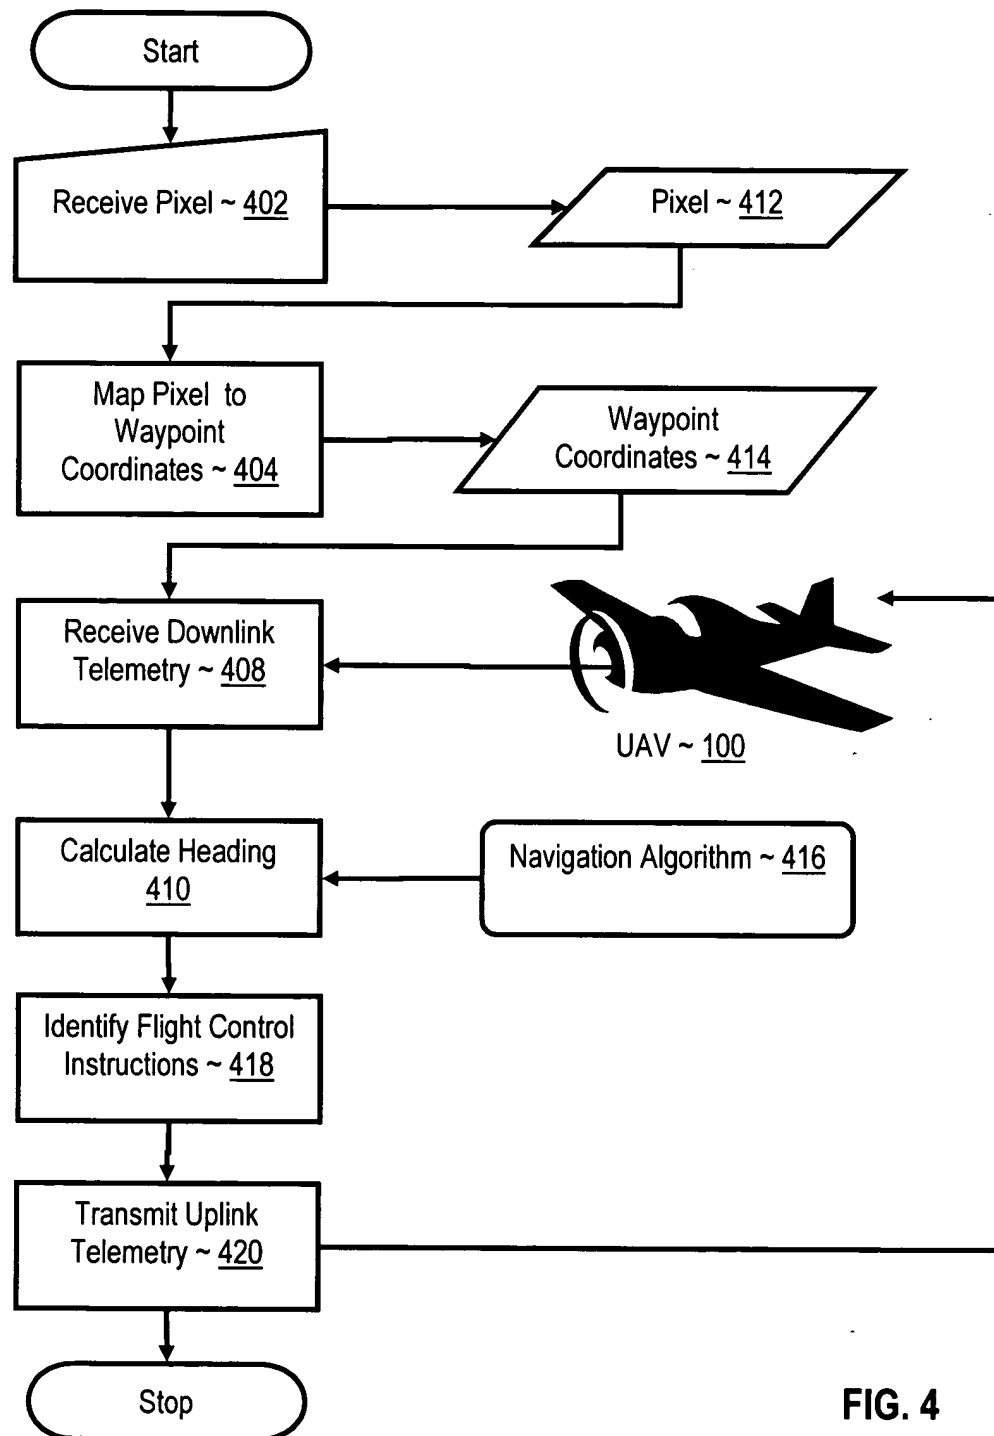 Start
Receive Pixel ~ 402
Pixel ~ 412
Map Pixel to
Waypoint
Coordinates ~ 404
Waypoint
Coordinates ~ 414
Receive Downlink
Telemetry ~ 408
UAV ~ 100
Calculate Heading
410
Navigation Algorithm ~ 416
Identify Flight Control
Instructions ~ 418
Transmit Uplink
Telemetry ~ 420
Stop
FIG. 4